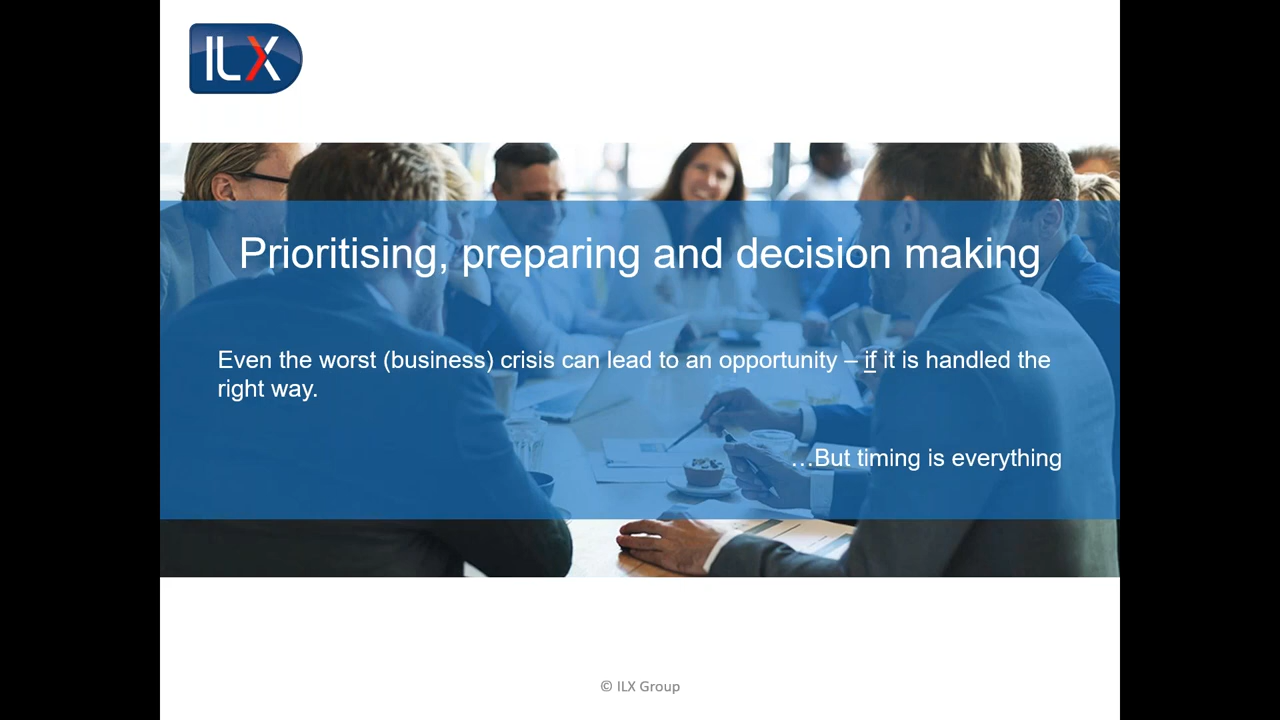 ILX
Prioritising, preparing and decision making
Even the worst (business) crisis can lead to an opportunity – if it is handled the
right way.
…But timing is everything
© ILX Group